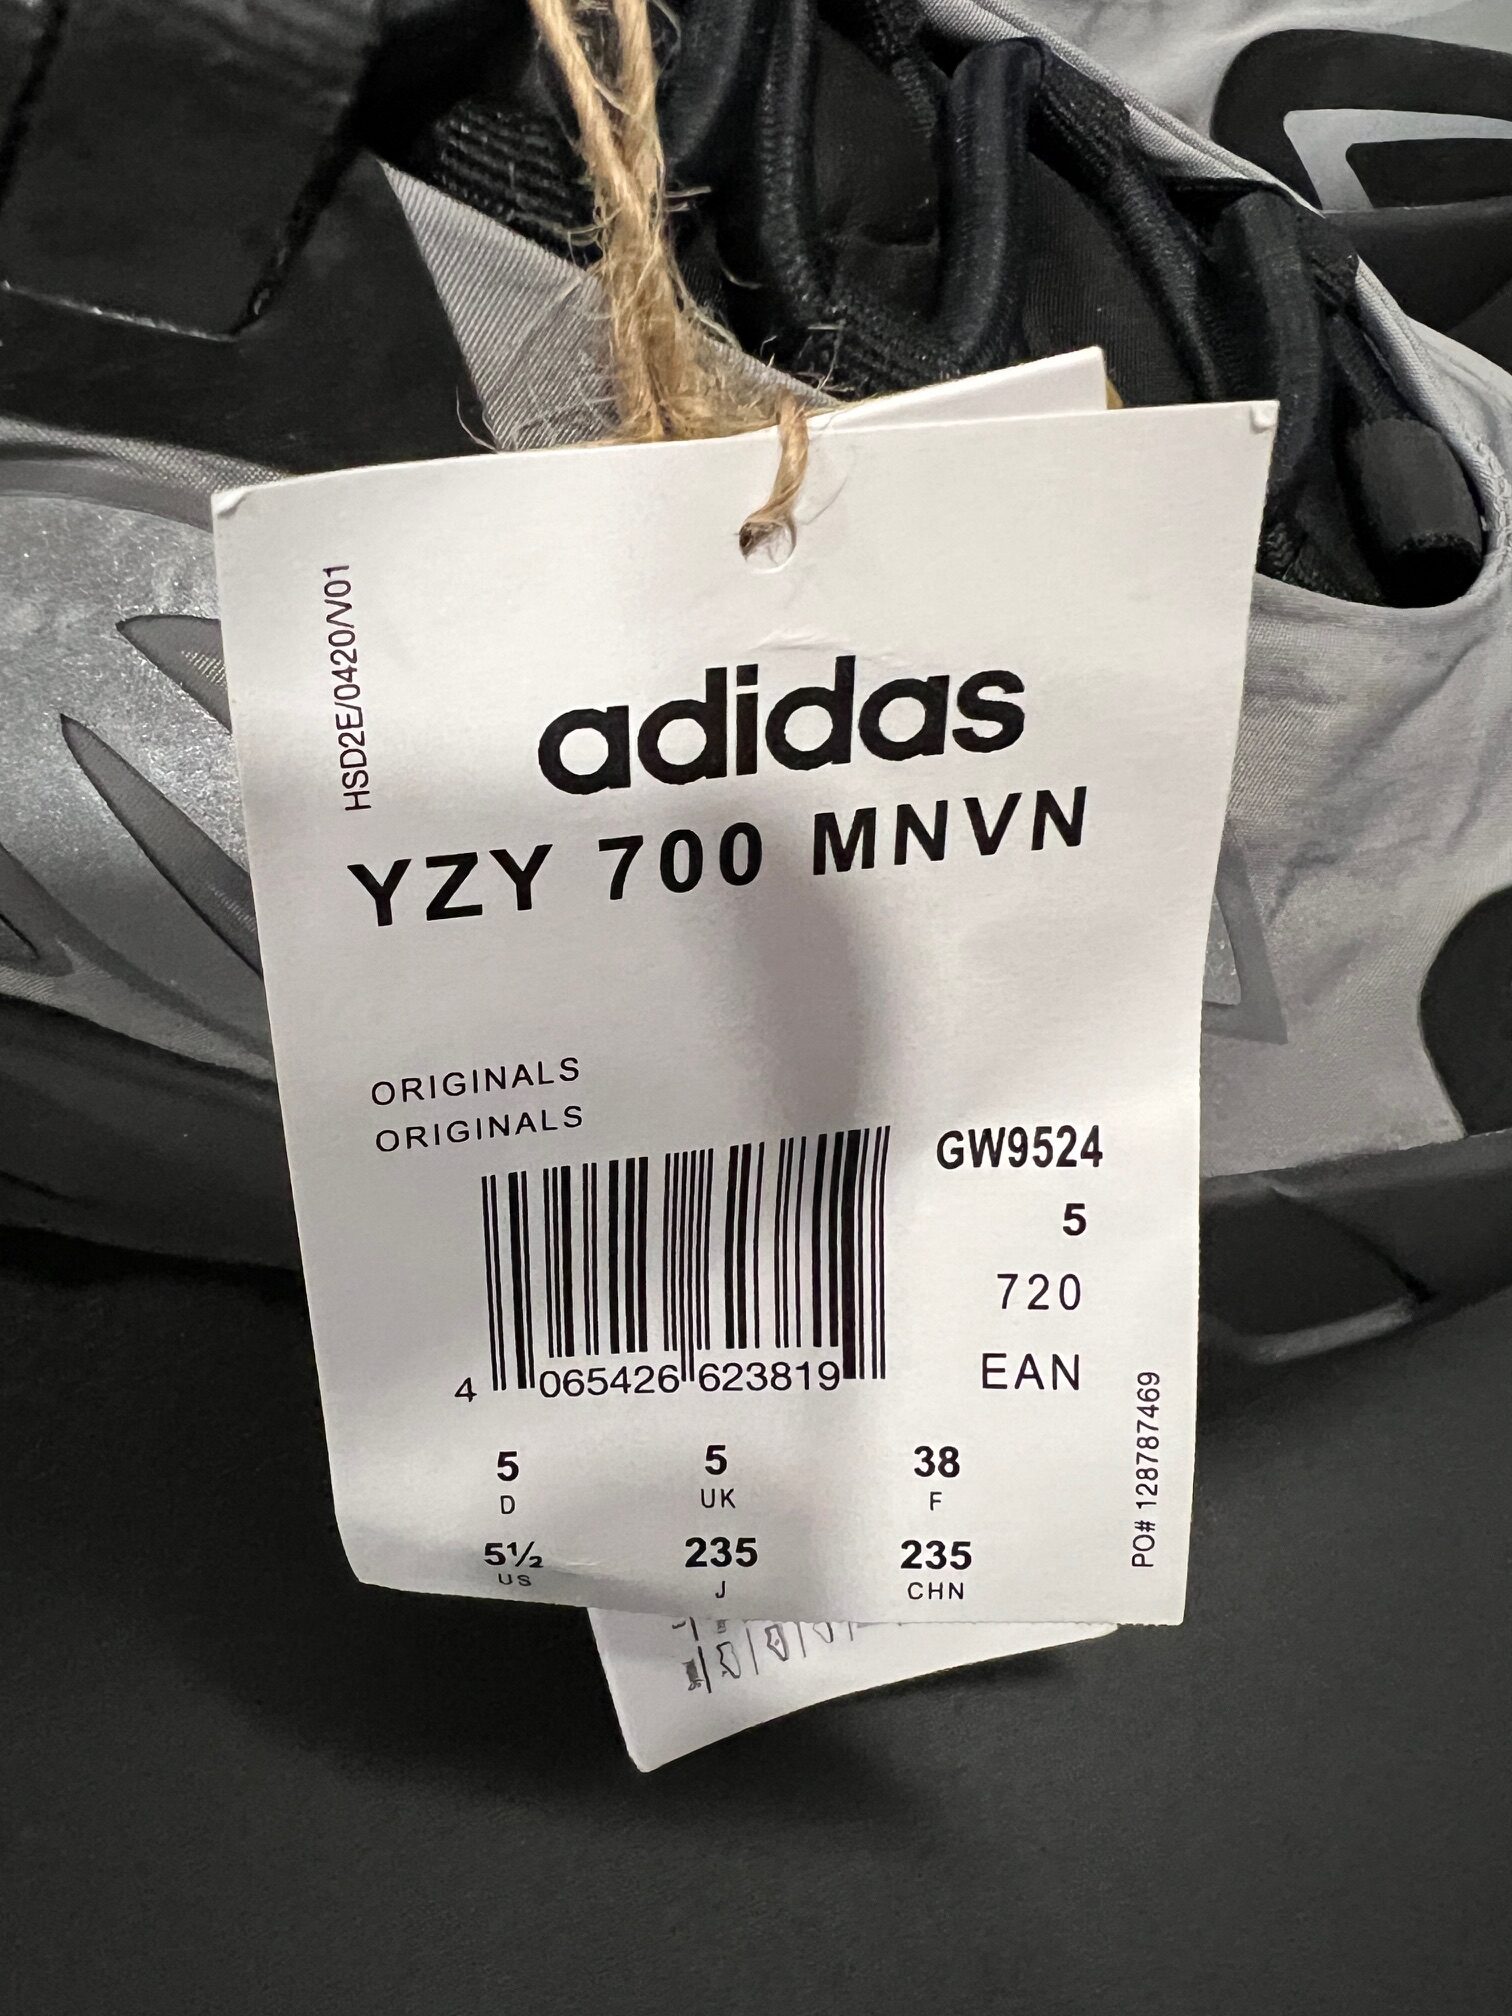 HSD2E/0420/V01
adidas
YZY 700 MNVN
ORIGINALS
ORIGINALS
GW9524
5
720
EAN
4 065426 623819
5 5 38
D UK F
5½ 235 235
US J CHN
PO# 128787469